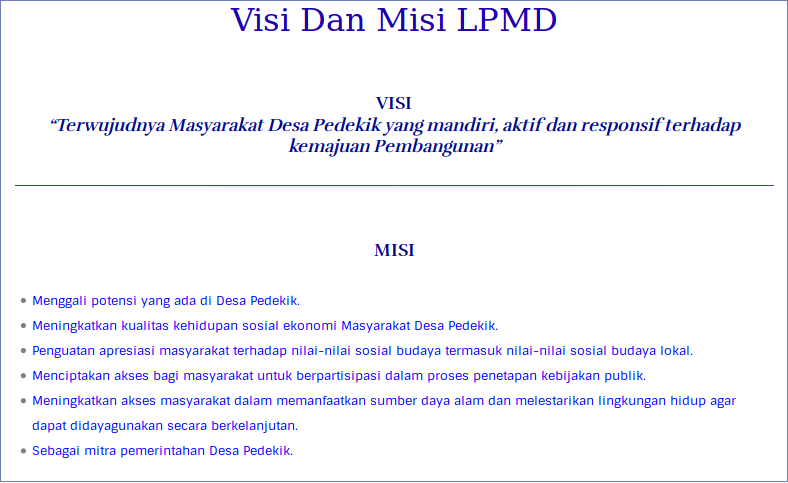 Visi Dan Misi LPMD
VISI
“Terwujudnya Masyarakat Desa Pedekik yang mandiri, aktif dan responsif terhadap
kemajuan Pembangunan”
MISI
• Menggali potensi yang ada di Desa Pedekik.
• Meningkatkan kualitas kehidupan sosial ekonomi Masyarakat Desa Pedekik.
• Penguatan apresiasi masyarakat terhadap nilai-nilai sosial budaya termasuk nilai-nilai sosial budaya lokal.
• Menciptakan akses bagi masyarakat untuk berpartisipasi dalam proses penetapan kebijakan publik.
• Meningkatkan akses masyarakat dalam memanfaatkan sumber daya alam dan melestarikan lingkungan hidup agar
dapat didayagunakan secara berkelanjutan.
• Sebagai mitra pemerintahan Desa Pedekik.